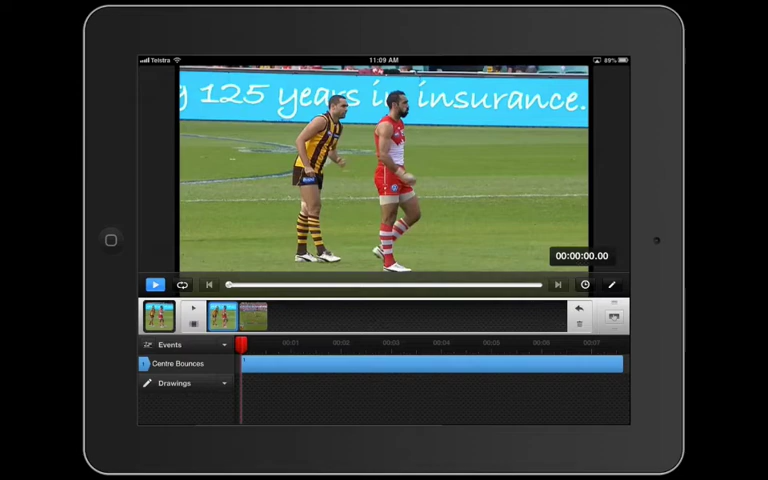 Telstra
11:09 AM
89%
g 125 years in insurance.
00:00:00.00
Events
00:01
00:02
00:03
00:04
00:05
00:06
00:07
1
Centre Bounces
Drawings